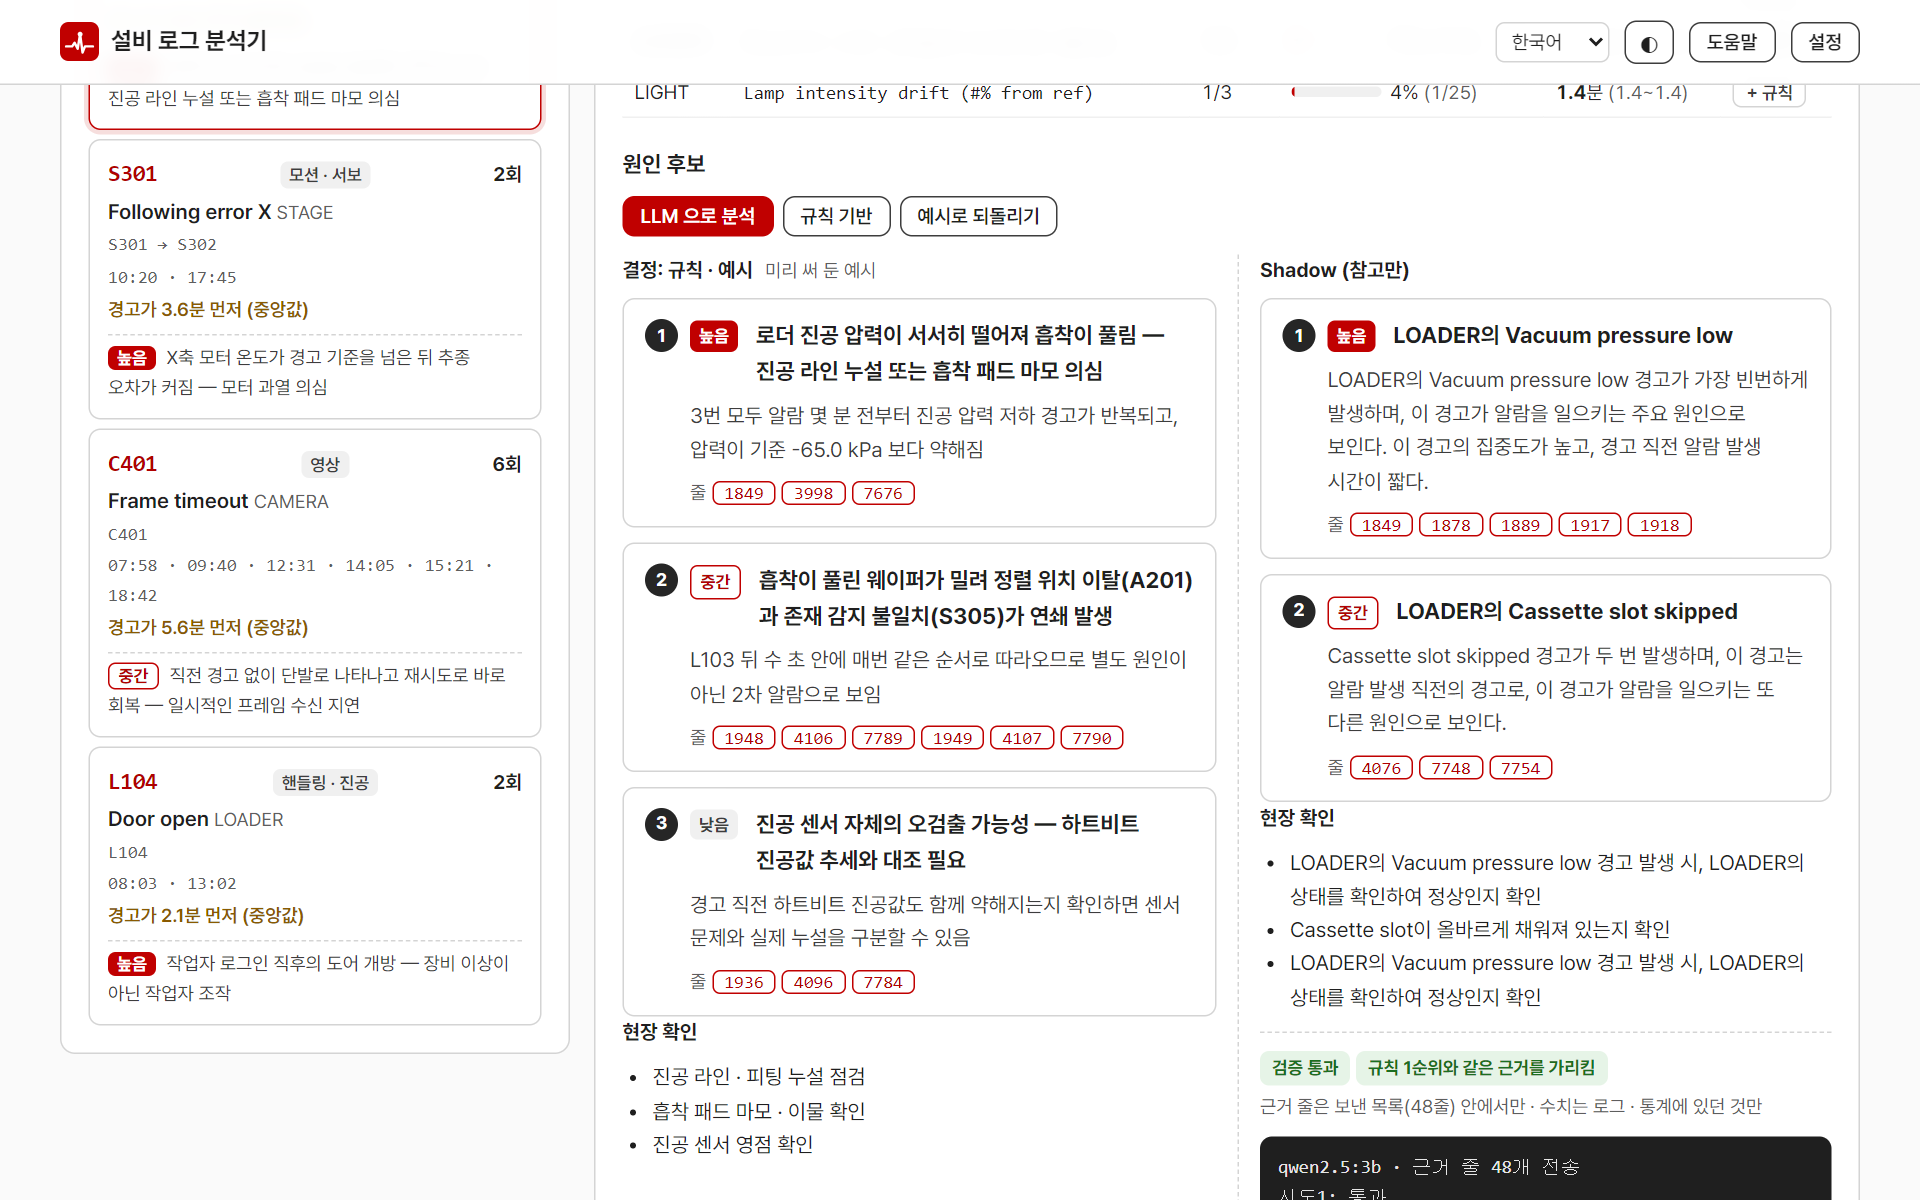 설비 로그 분석기
한국어
도움말
설정
진공 라인 누설 또는 흡착 패드 마모 의심
S301 모션 · 서보 2회
Following error X STAGE
S301 → S302
10:20 · 17:45
경고가 3.6분 먼저 (중앙값)
높음 X축 모터 온도가 경고 기준을 넘은 뒤 추종
오차가 커짐 — 모터 과열 의심
C401 영상 6회
Frame timeout CAMERA
C401
07:58 · 09:40 · 12:31 · 14:05 · 15:21 ·
18:42
경고가 5.6분 먼저 (중앙값)
중간 직전 경고 없이 단발로 나타나고 재시도로 바로
회복 — 일시적인 프레임 수신 지연
L104 핸들링 · 진공 2회
Door open LOADER
L104
08:03 · 13:02
경고가 2.1분 먼저 (중앙값)
높음 작업자 로그인 직후의 도어 개방 — 장비 이상이
아닌 작업자 조작
LIGHT Lamp intensity drift (#% from ref) 1/3 4% (1/25) 1.4분 (1.4~1.4) + 규칙
원인 후보
LLM 으로 분석 규칙 기반 예시로 되돌리기
결정: 규칙 · 예시 미리 써 둔 예시
1 높음 로더 진공 압력이 서서히 떨어져 흡착이 풀림 —
진공 라인 누설 또는 흡착 패드 마모 의심
3번 모두 알람 몇 분 전부터 진공 압력 저하 경고가 반복되고,
압력이 기준 -65.0 kPa 보다 약해짐
줄 1849 3998 7676
2 중간 흡착이 풀린 웨이퍼가 밀려 정렬 위치 이탈(A201)
과 존재 감지 불일치(S305)가 연쇄 발생
L103 뒤 수 초 안에 매번 같은 순서로 따라오므로 별도 원인이
아닌 2차 알람으로 보임
줄 1948 4106 7789 1949 4107 7790
3 낮음 진공 센서 자체의 오검출 가능성 — 하트비트
진공값 추세와 대조 필요
경고 직전 하트비트 진공값도 함께 약해지는지 확인하면 센서
문제와 실제 누설을 구분할 수 있음
줄 1936 4096 7784
현장 확인
• 진공 라인 · 피팅 누설 점검
• 흡착 패드 마모 · 이물 확인
• 진공 센서 영점 확인
Shadow (참고만)
1 높음 LOADER의 Vacuum pressure low
LOADER의 Vacuum pressure low 경고가 가장 빈번하게
발생하며, 이 경고가 알람을 일으키는 주요 원인으로
보인다. 이 경고의 집중도가 높고, 경고 직전 알람 발생
시간이 짧다.
줄 1849 1878 1889 1917 1918
2 중간 LOADER의 Cassette slot skipped
Cassette slot skipped 경고가 두 번 발생하며, 이 경고는
알람 발생 직전의 경고로, 이 경고가 알람을 일으키는 또
다른 원인으로 보인다.
줄 4076 7748 7754
현장 확인
• LOADER의 Vacuum pressure low 경고 발생 시, LOADER의
상태를 확인하여 정상인지 확인
• Cassette slot이 올바르게 채워져 있는지 확인
• LOADER의 Vacuum pressure low 경고 발생 시, LOADER의
상태를 확인하여 정상인지 확인
검증 통과 규칙 1순위와 같은 근거를 가리킴
근거 줄은 보낸 목록(48줄) 안에서만 · 수치는 로그 · 통계에 있던 것만
qwen2.5:3b · 근거 줄 48개 전송
시도1: 통과